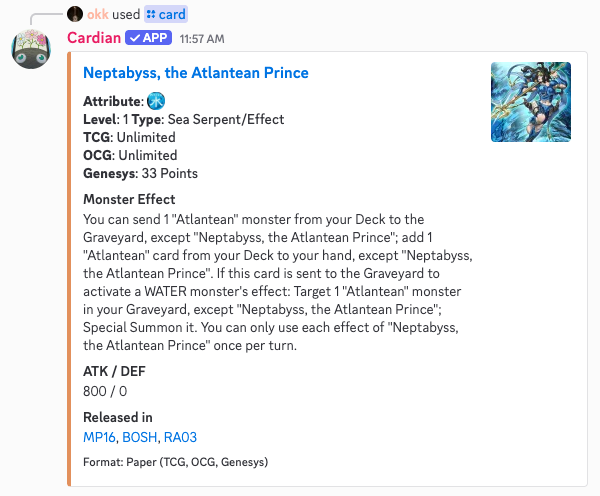 okk used card
Cardian APP 11:57 AM
Neptabyss, the Atlantean Prince
Attribute: 水
Level: 1 Type: Sea Serpent/Effect
TCG: Unlimited
OCG: Unlimited
Genesys: 33 Points
Monster Effect
You can send 1 "Atlantean" monster from your Deck to the
Graveyard, except "Neptabyss, the Atlantean Prince"; add 1
"Atlantean" card from your Deck to your hand, except "Neptabyss,
the Atlantean Prince". If this card is sent to the Graveyard to
activate a WATER monster's effect: Target 1 "Atlantean" monster
in your Graveyard, except "Neptabyss, the Atlantean Prince";
Special Summon it. You can only use each effect of "Neptabyss,
the Atlantean Prince" once per turn.
ATK / DEF
800 / 0
Released in
MP16, BOSH, RA03
Format: Paper (TCG, OCG, Genesys)